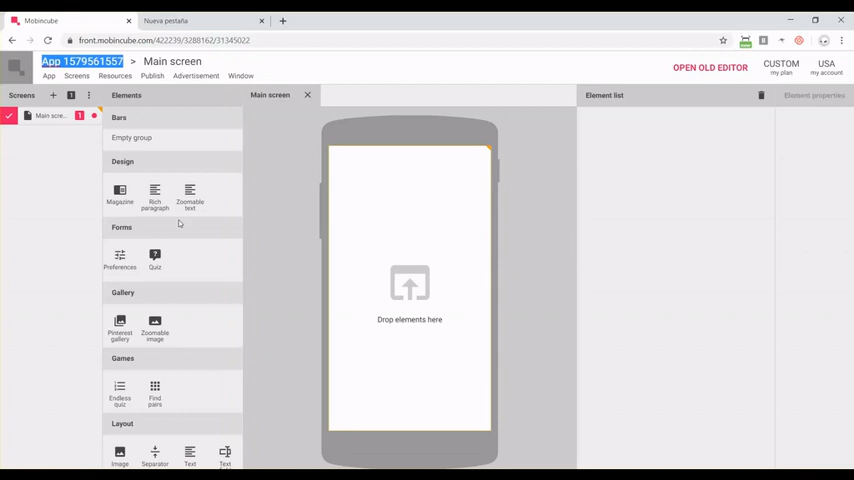 Mobincube
Nueva pestaña
front.mobincube.com/422239/3288162/31345022
App 1579561557 > Main screen
App Screens Resources Publish Advertisement Window
OPEN OLD EDITOR
CUSTOM
my plan
USA
my account
Screens
1
Main scre...
1
Elements
Bars
Empty group
Design
Magazine
Rich
paragraph
Zoomable
text
Forms
Preferences
Quiz
Gallery
Pinterest
gallery
Zoomable
image
Games
Endless
quiz
Find
pairs
Layout
Image
Separator
Text
Text
Main screen
Drop elements here
Element list
Element properties